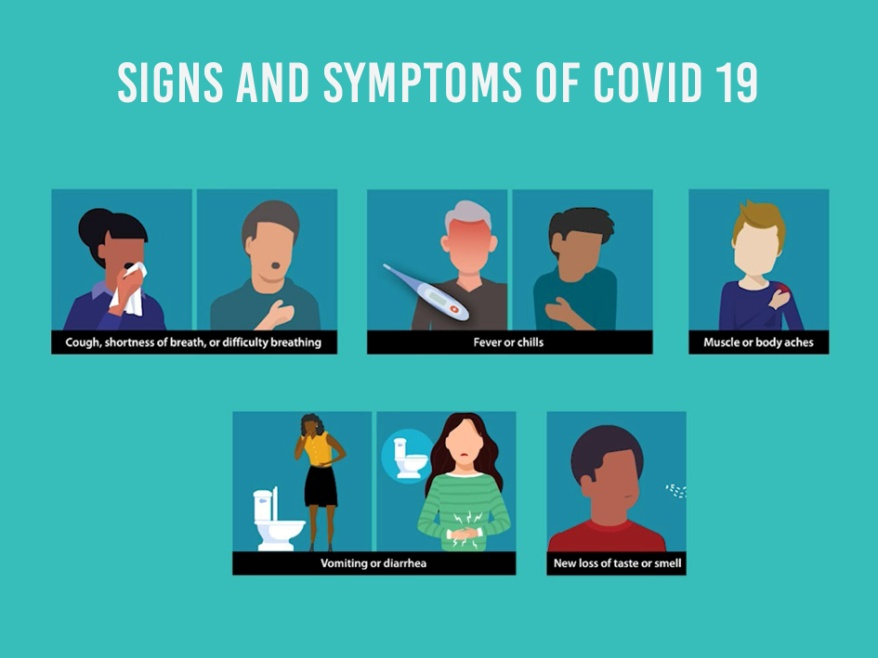 SIGNS AND SYMPTOMS OF COVID 19
Cough, shortness of breath, or difficulty breathing
Fever or chills
Muscle or body aches
Vomiting or diarrhea
New loss of taste or smell